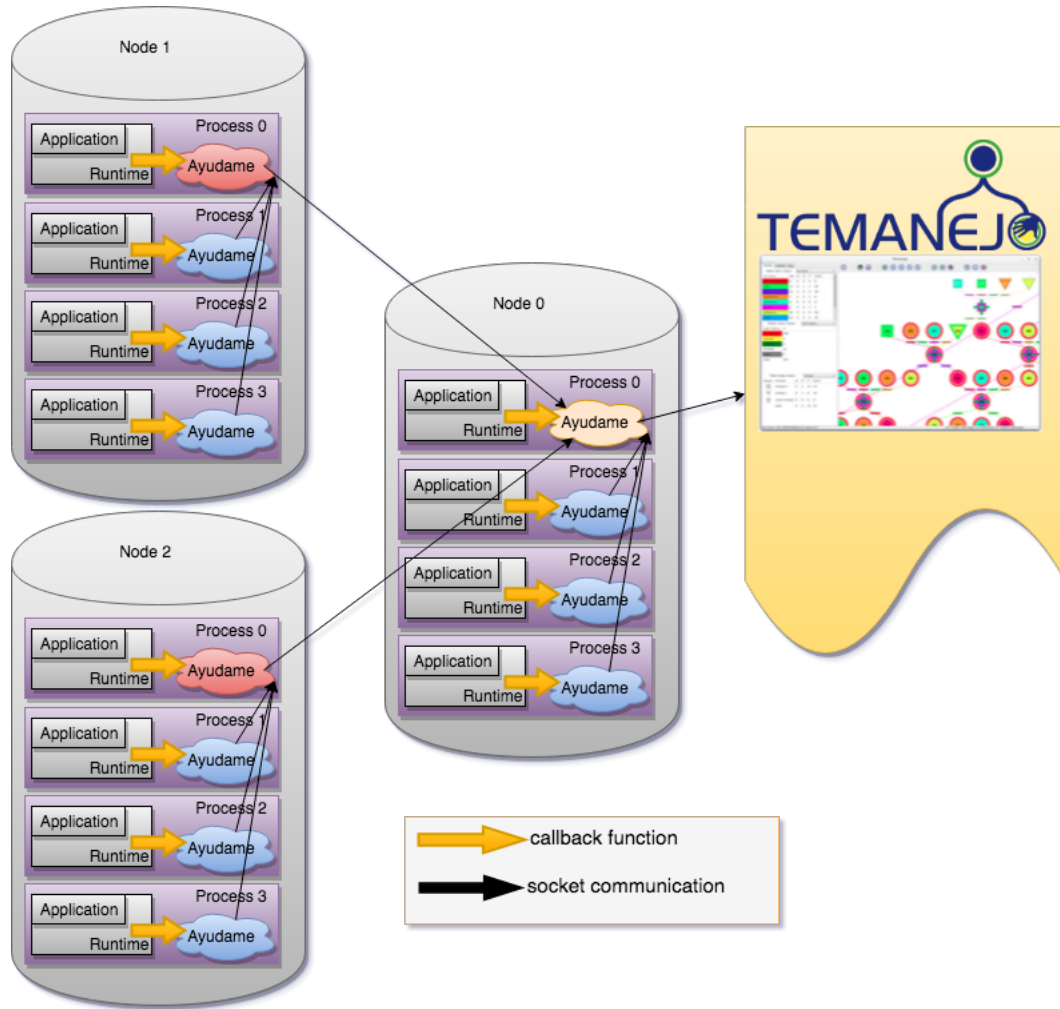 Node 1
Process 0
Application
Runtime
Ayudame
Process 1
Application
Runtime
Ayudame
Process 2
Application
Runtime
Ayudame
Process 3
Application
Runtime
Ayudame
Node 2
Process 0
Application
Runtime
Ayudame
Process 1
Application
Runtime
Ayudame
Process 2
Application
Runtime
Ayudame
Process 3
Application
Runtime
Ayudame
Node 0
Process 0
Application
Runtime
Ayudame
Process 1
Application
Runtime
Ayudame
Process 2
Application
Runtime
Ayudame
Process 3
Application
Runtime
Ayudame
TEMANEJO
callback function
socket communication